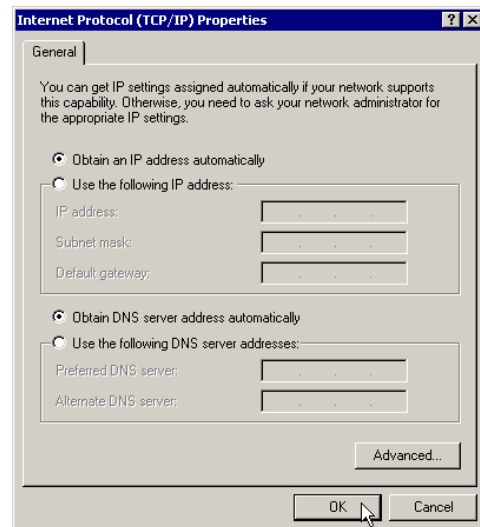 Internet Protocol (TCP/IP) Properties
General
You can get IP settings assigned automatically if your network supports
this capability. Otherwise, you need to ask your network administrator for
the appropriate IP settings.
Obtain an IP address automatically
Use the following IP address:
IP address:
Subnet mask:
Default gateway:
Obtain DNS server address automatically
Use the following DNS server addresses:
Preferred DNS server:
Alternate DNS server:
Advanced...
OK
Cancel